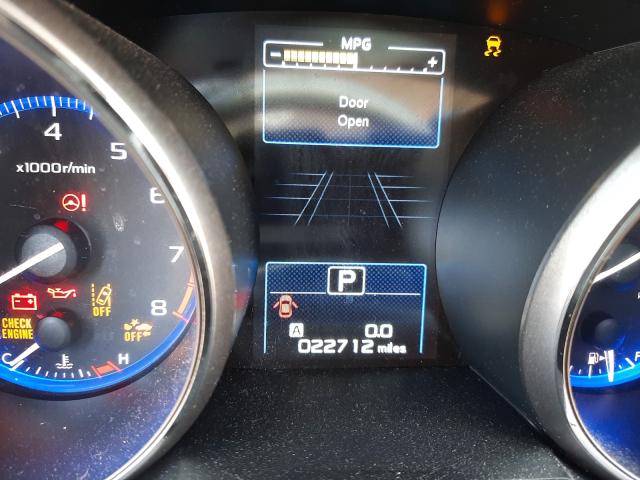 MPG
- +
Door
Open
4
5
x1000r/min
6
!
7
8
OFF
CHECK
ENGINE
OFF
C
H
P
A 0.0
022712 miles
F